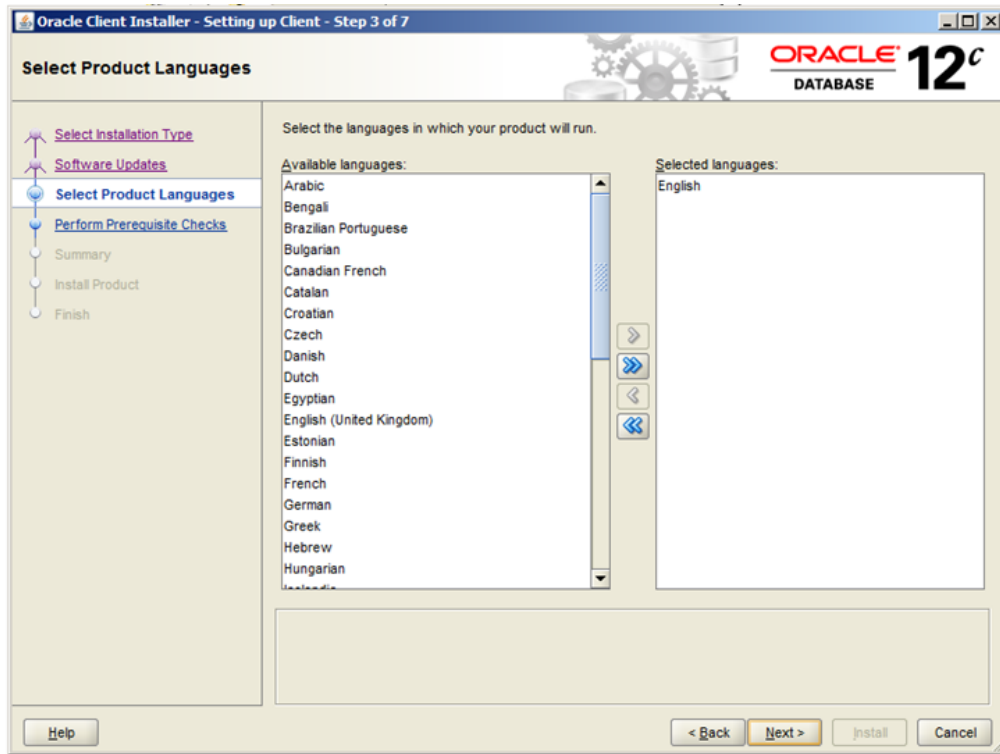 Oracle Client Installer - Setting up Client - Step 3 of 7
Select Product Languages
ORACLE
DATABASE
12c
Select Installation Type
Software Updates
Select Product Languages
Perform Prerequisite Checks
Summary
Install Product
Finish
Select the languages in which your product will run.
Available languages:
Arabic
Bengali
Brazilian Portuguese
Bulgarian
Canadian French
Catalan
Croatian
Czech
Danish
Dutch
Egyptian
English (United Kingdom)
Estonian
Finnish
French
German
Greek
Hebrew
Hungarian
Selected languages:
English
Help
< Back
Next >
Install
Cancel